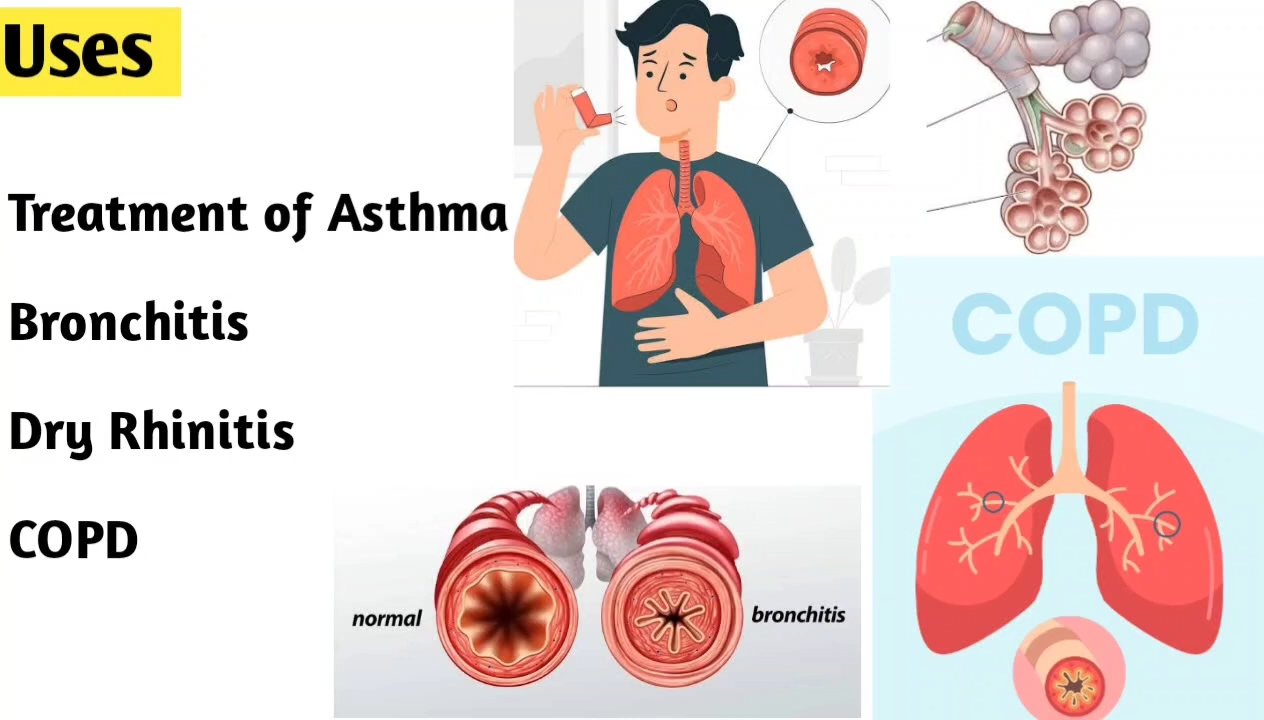 Uses
Treatment of Asthma
Bronchitis
Dry Rhinitis
COPD
COPD
normal
bronchitis